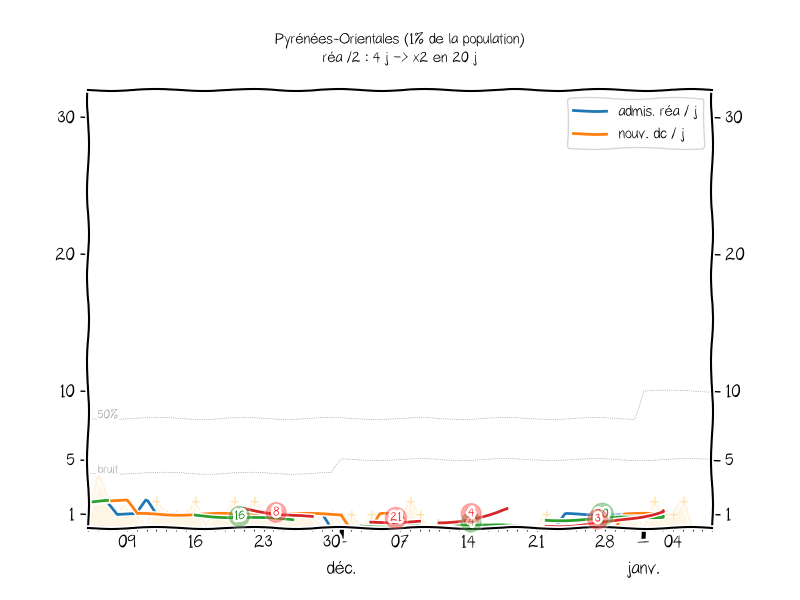 Pyrénées-Orientales (1% de la population)
réa /2 : 4 j -> x2 en 20 j
admis. réa / j
nouv. dc / j
30 30
20 20
10 10
50%
5 5
bruit
1 1
16 8 21 4 3
09 16 23 30 07 14 21 28 04
déc. janv.